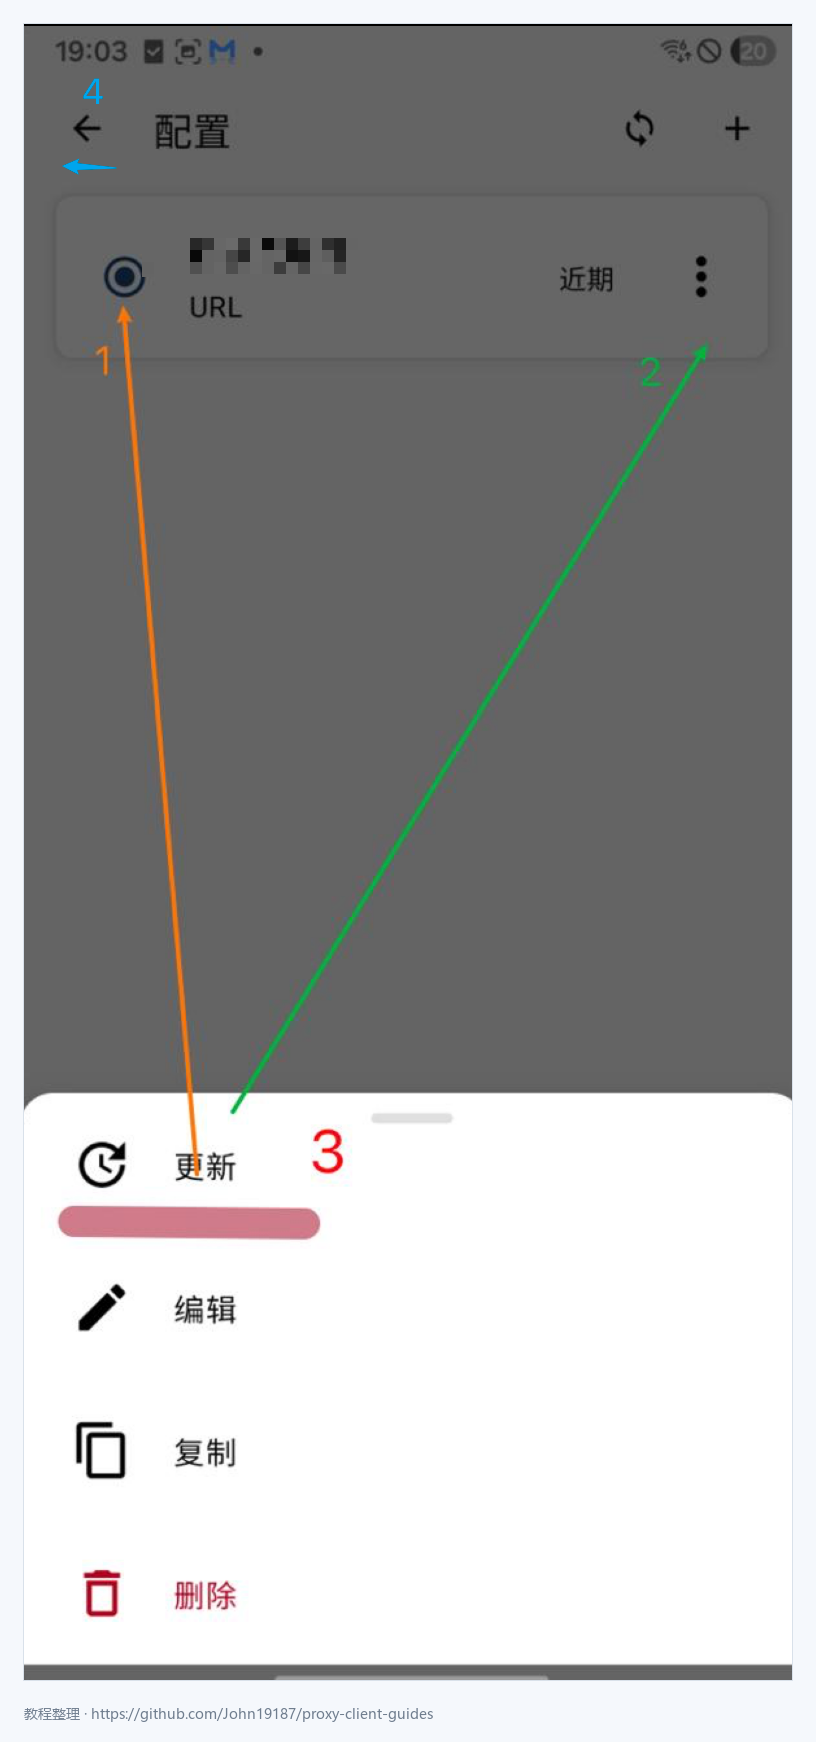 19:03
20
4
配置
URL
近期
1
2
更新
3
编辑
复制
删除
教程整理 · https://github.com/John19187/proxy-client-guides